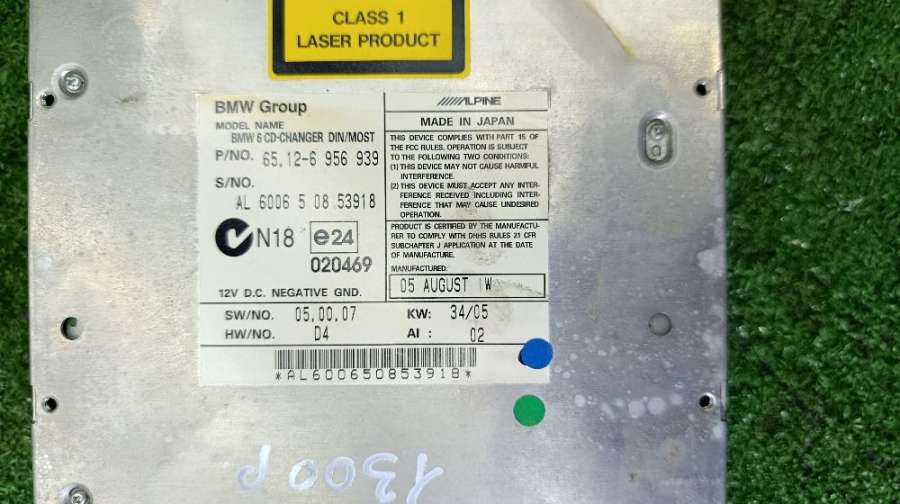 CLASS 1
LASER PRODUCT
BMW Group
MODEL NAME
BMW 6 CD-CHANGER DIN/MOST
P/NO. 65.12-6 956 939
S/NO.
AL 6006 5 08 53918
N18 e24
020469
12V D.C. NEGATIVE GND.
ALPINE
MADE IN JAPAN
THIS DEVICE COMPLIES WITH PART 15 OF
THE FCC RULES. OPERATION IS SUBJECT
TO THE FOLLOWING TWO CONDITIONS:
(1) THIS DEVICE MAY NOT CAUSE HARMFUL
INTERFERENCE.
(2) THIS DEVICE MUST ACCEPT ANY INTER-
FERENCE RECEIVED INCLUDING INTER-
FERENCE THAT MAY CAUSE UNDESIRED
OPERATION.
PRODUCT IS CERTIFIED BY THE MANUFACTU-
RER TO COMPLY WITH DHHS RULES 21 CFR
SUBCHAPTER J APPLICATION AT THE DATE
OF MANUFACTURE.
MANUFACTURED:
05 AUGUST 1W
SW/NO. 05.00.07 KW: 34/05
HW/NO. D4 AI : 02
*AL600650853918*
1300р